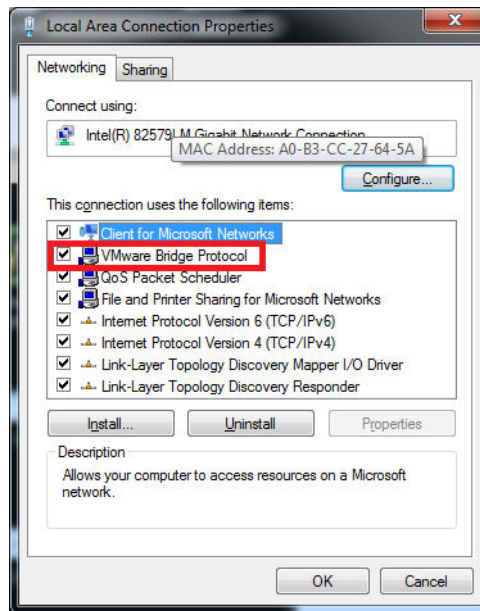 Local Area Connection Properties
Networking
Sharing
Connect using:
Intel(R) 82579LM Gigabit Network Connection
MAC Address: A0-B3-CC-27-64-5A
Configure...
This connection uses the following items:
Client for Microsoft Networks
VMware Bridge Protocol
QoS Packet Scheduler
File and Printer Sharing for Microsoft Networks
Internet Protocol Version 6 (TCP/IPv6)
Internet Protocol Version 4 (TCP/IPv4)
Link-Layer Topology Discovery Mapper I/O Driver
Link-Layer Topology Discovery Responder
Install...
Uninstall
Properties
Description
Allows your computer to access resources on a Microsoft
network.
OK
Cancel